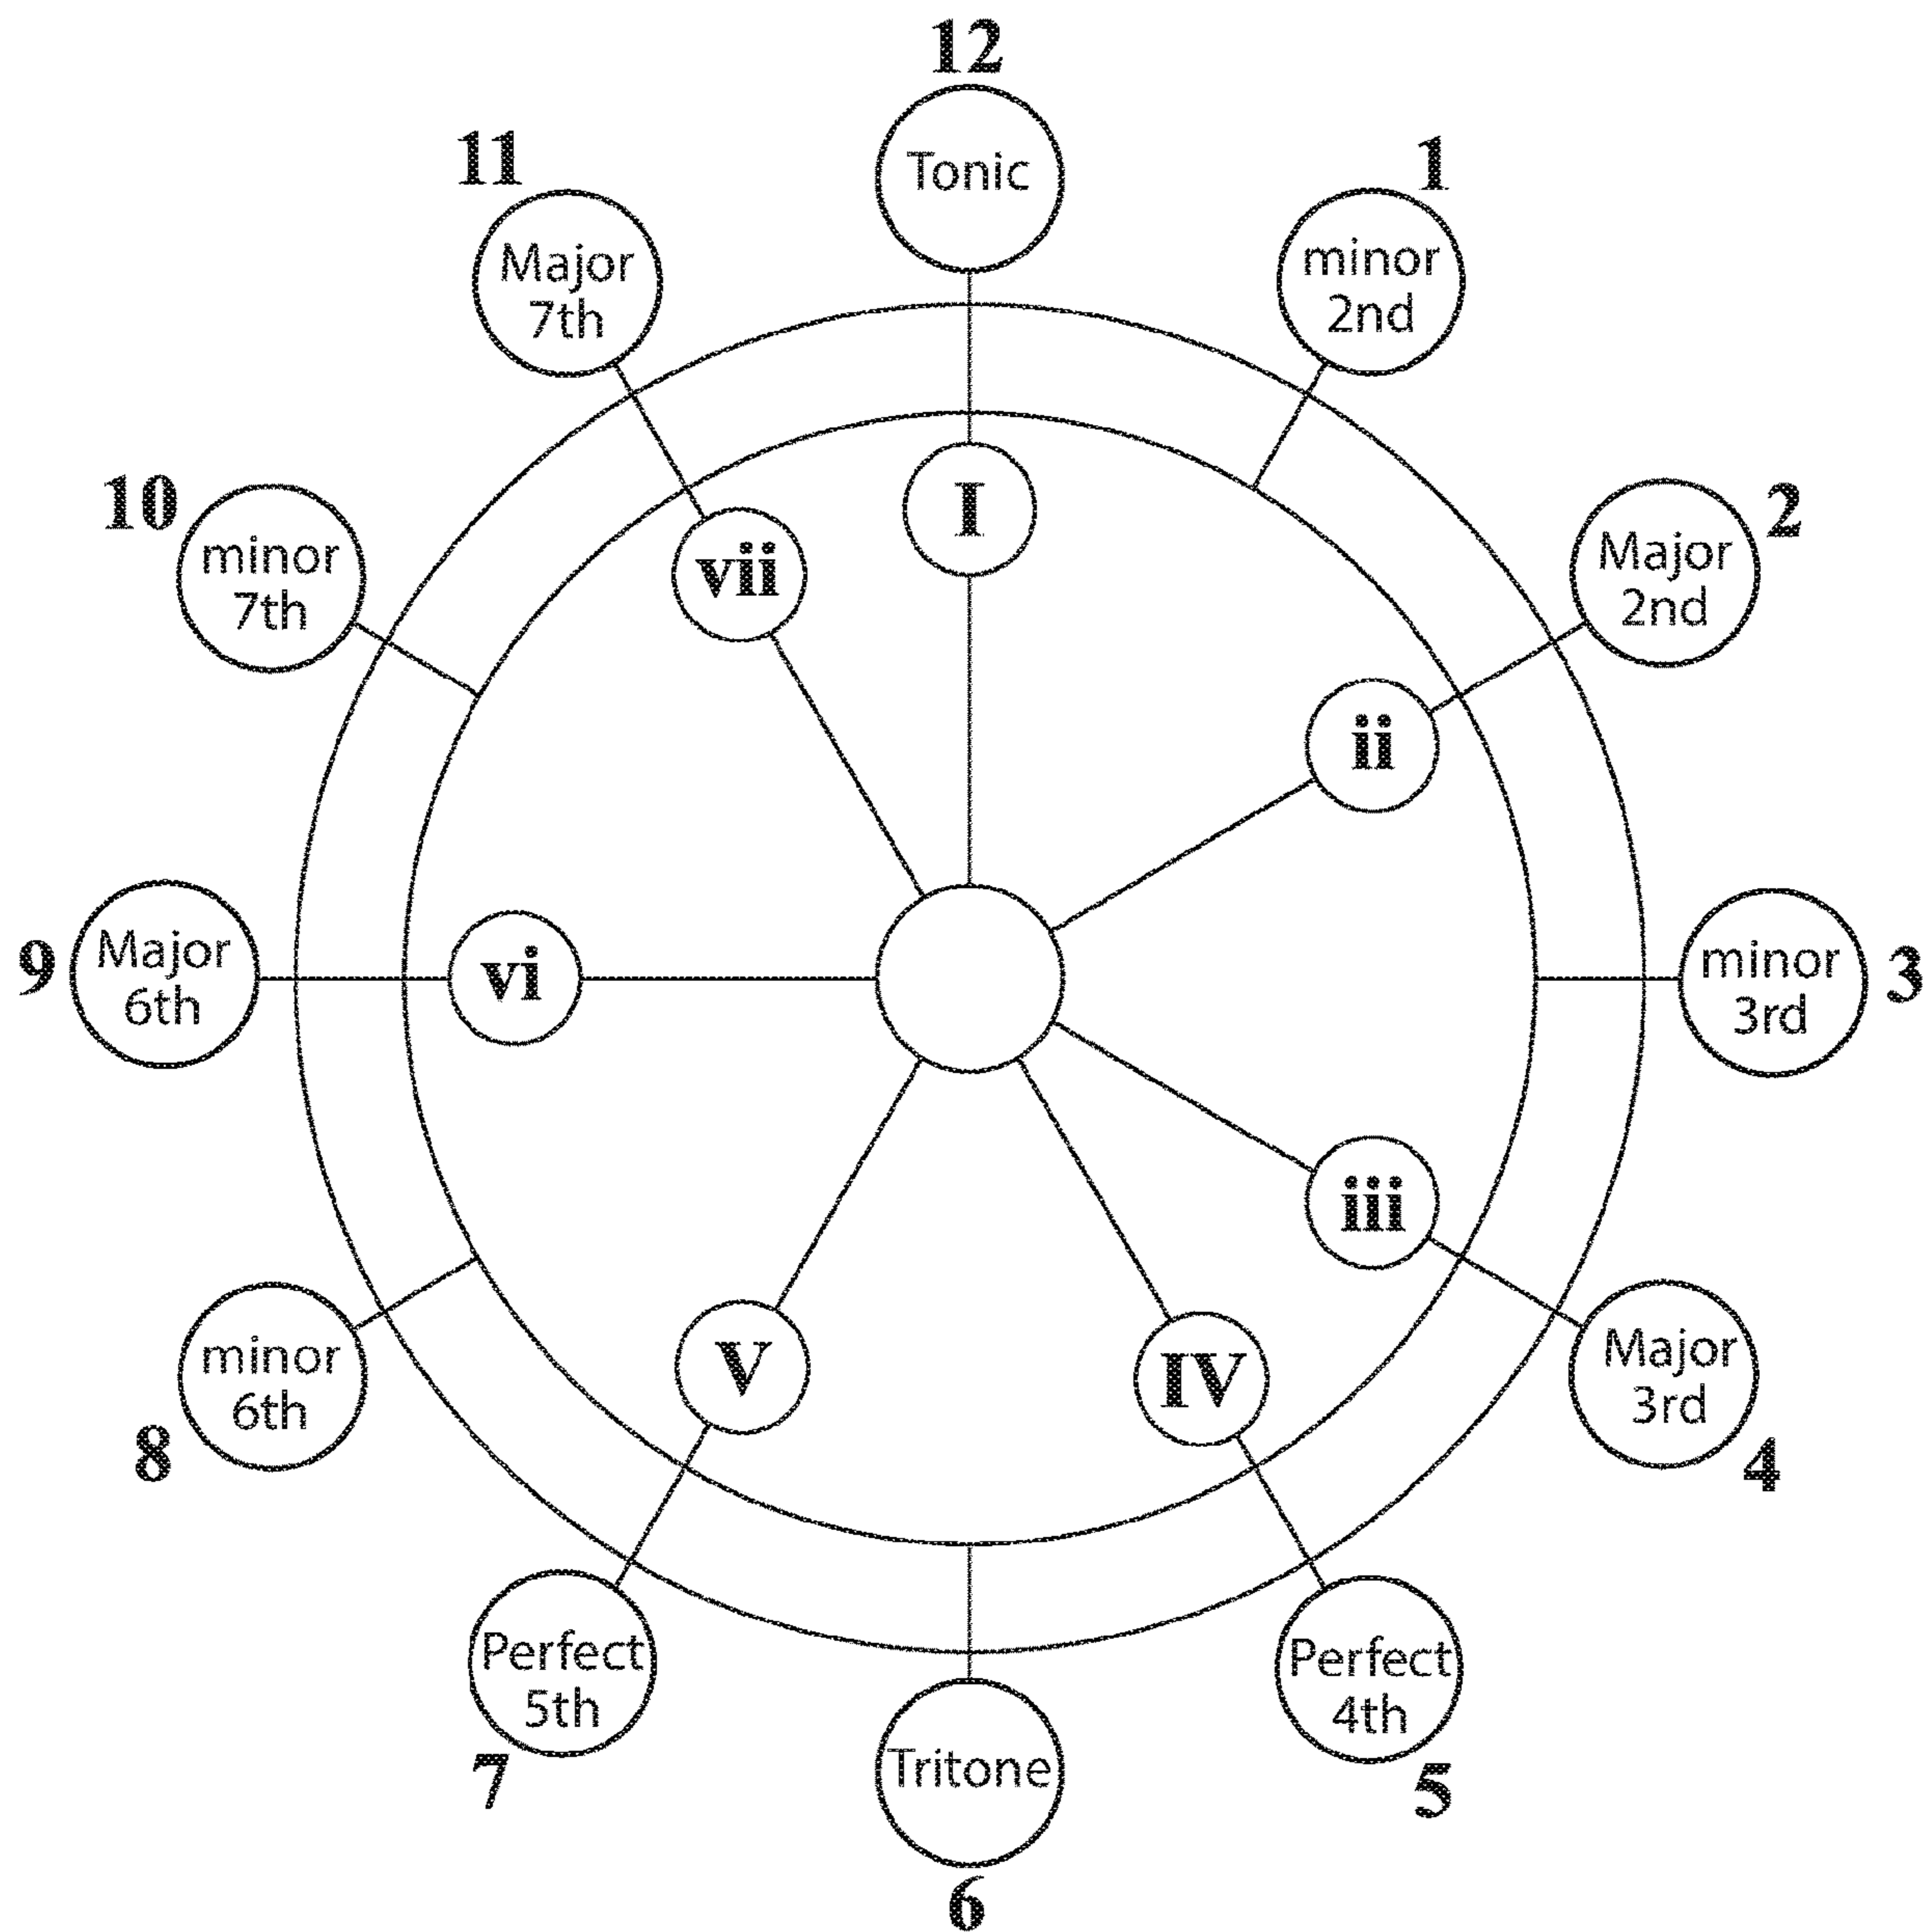 12
Tonic
1
minor
2nd
2
Major
2nd
3
minor
3rd
4
Major
3rd
5
Perfect
4th
6
Tritone
7
Perfect
5th
8
minor
6th
9
Major
6th
10
minor
7th
11
Major
7th
I
ii
iii
IV
V
vi
vii